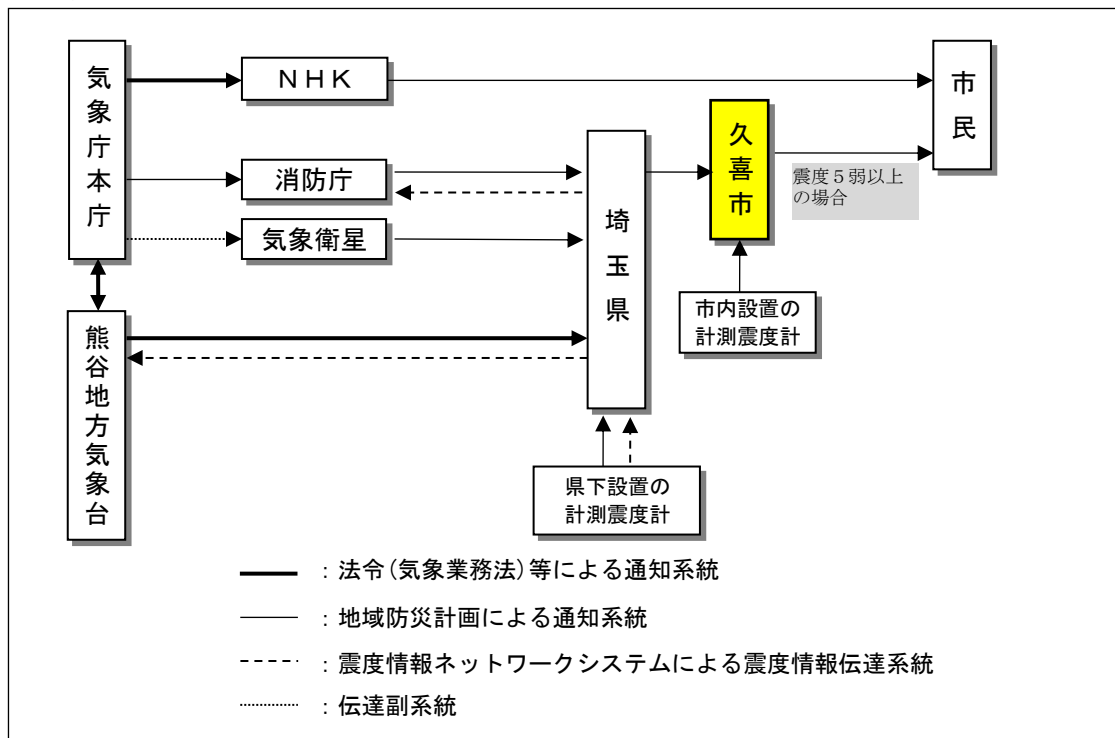 気象庁本庁
ＮＨＫ
市民
消防庁
久喜市
震度５弱以上
の場合
埼玉県
気象衛星
市内設置の
計測震度計
熊谷地方気象台
県下設置の
計測震度計
：法令(気象業務法)等による通知系統
：地域防災計画による通知系統
：震度情報ネットワークシステムによる震度情報伝達系統
：伝達副系統